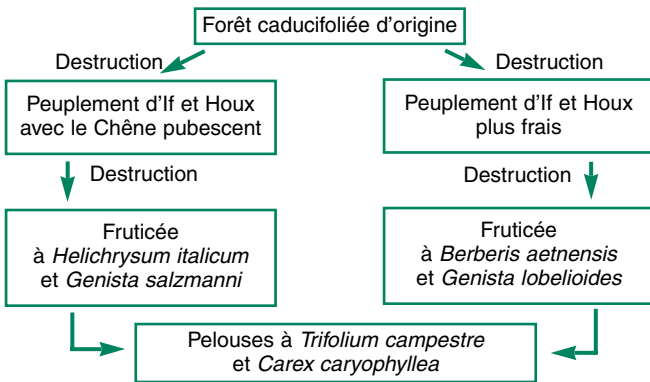 Forêt caducifoliée d'origine
Destruction
Destruction
Peuplement d'If et Houx
avec le Chêne pubescent
Peuplement d'If et Houx
plus frais
Destruction
Destruction
Fruticée
à Helichrysum italicum
et Genista salzmanni
Fruticée
à Berberis aetnensis
et Genista lobelioides
Pelouses à Trifolium campestre
et Carex caryophyllea